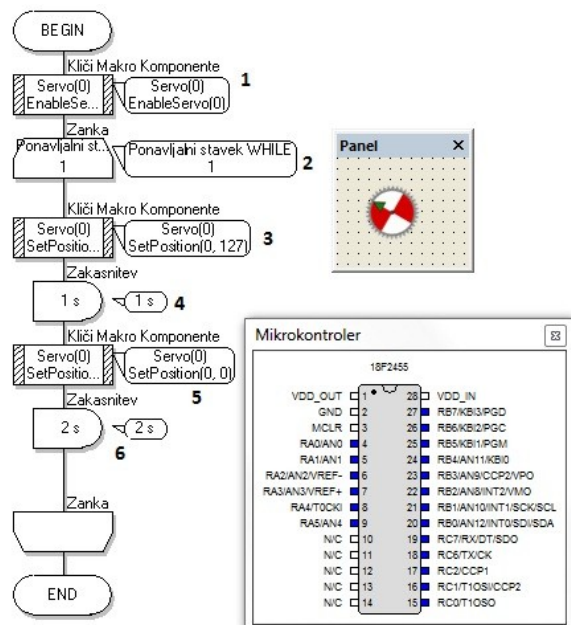 BEGIN
Kliči Makro Komponente
Servo(0)
EnableSe...
Servo(0)
EnableServo(0)
1
Zanka
Ponavljalni st...
1
Ponavljalni stavek WHILE
1
2
Kliči Makro Komponente
Servo(0)
SetPositio...
Servo(0)
SetPosition(0, 127)
3
Zakasnitev
1 s
1 s
4
Kliči Makro Komponente
Servo(0)
SetPositio...
Servo(0)
SetPosition(0, 0)
5
Zakasnitev
2 s
2 s
6
Zanka
END
Panel
Mikrokontroler
18F2455
VDD_OUT 1 28 VDD_IN
GND 2 27 RB7/KBI3/PGD
MCLR 3 26 RB6/KBI2/PGC
RA0/AN0 4 25 RB5/KBI1/PGM
RA1/AN1 5 24 RB4/AN11/KBI0
RA2/AN2/VREF- 6 23 RB3/AN9/CCP2/VPO
RA3/AN3/VREF+ 7 22 RB2/AN8/INT2/VMO
RA4/T0CKI 8 21 RB1/AN10/INT1/SCK/SCL
RA5/AN4 9 20 RB0/AN12/INT0/SDI/SDA
N/C 10 19 RC7/RX/DT/SDO
N/C 11 18 RC6/TX/CK
N/C 12 17 RC2/CCP1
N/C 13 16 RC1/T1OSI/CCP2
N/C 14 15 RC0/T1OSO